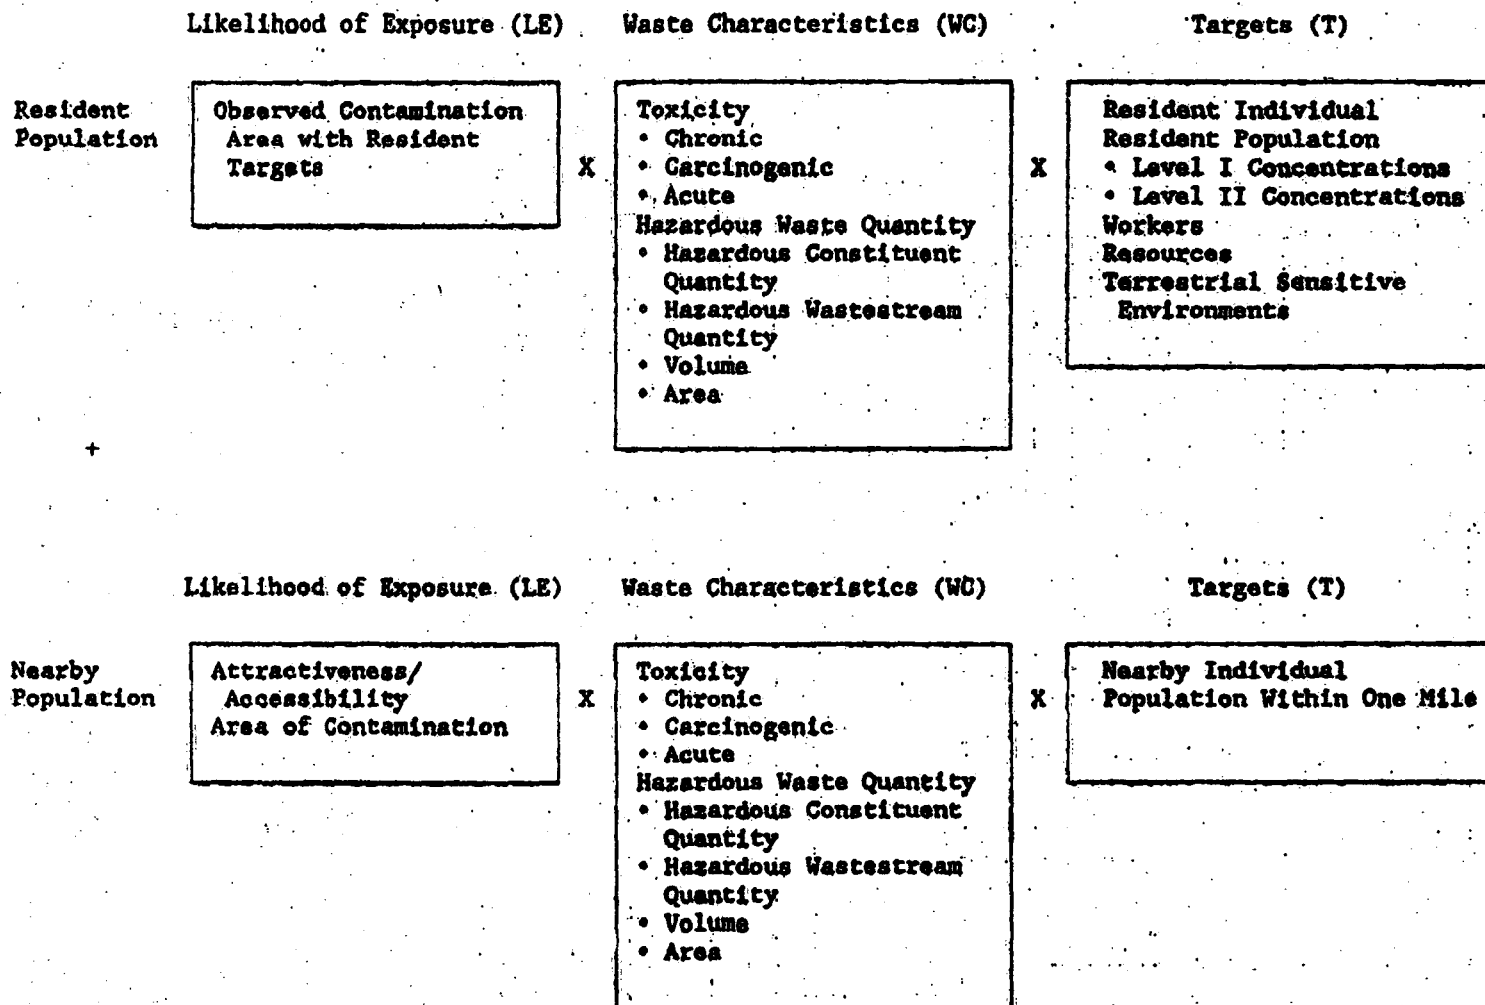 Likelihood of Exposure (LE) Waste Characteristics (WC) Targets (T)
Resident
Population
Observed Contamination
Area with Resident
Targets
X
Toxicity
• Chronic
• Carcinogenic
• Acute
Hazardous Waste Quantity
• Hazardous Constituent
Quantity
• Hazardous Wastestream
Quantity
• Volume
• Area
X
Resident Individual
Resident Population
• Level I Concentrations
• Level II Concentrations
Workers
Resources
Terrestrial Sensitive
Environments
+
Likelihood of Exposure (LE) Waste Characteristics (WC) Targets (T)
Nearby
Population
Attractiveness/
Accessibility
Area of Contamination
X
Toxicity
• Chronic
• Carcinogenic
• Acute
Hazardous Waste Quantity
• Hazardous Constituent
Quantity
• Hazardous Wastestream
Quantity
• Volume
• Area
X
Nearby Individual
Population Within One Mile